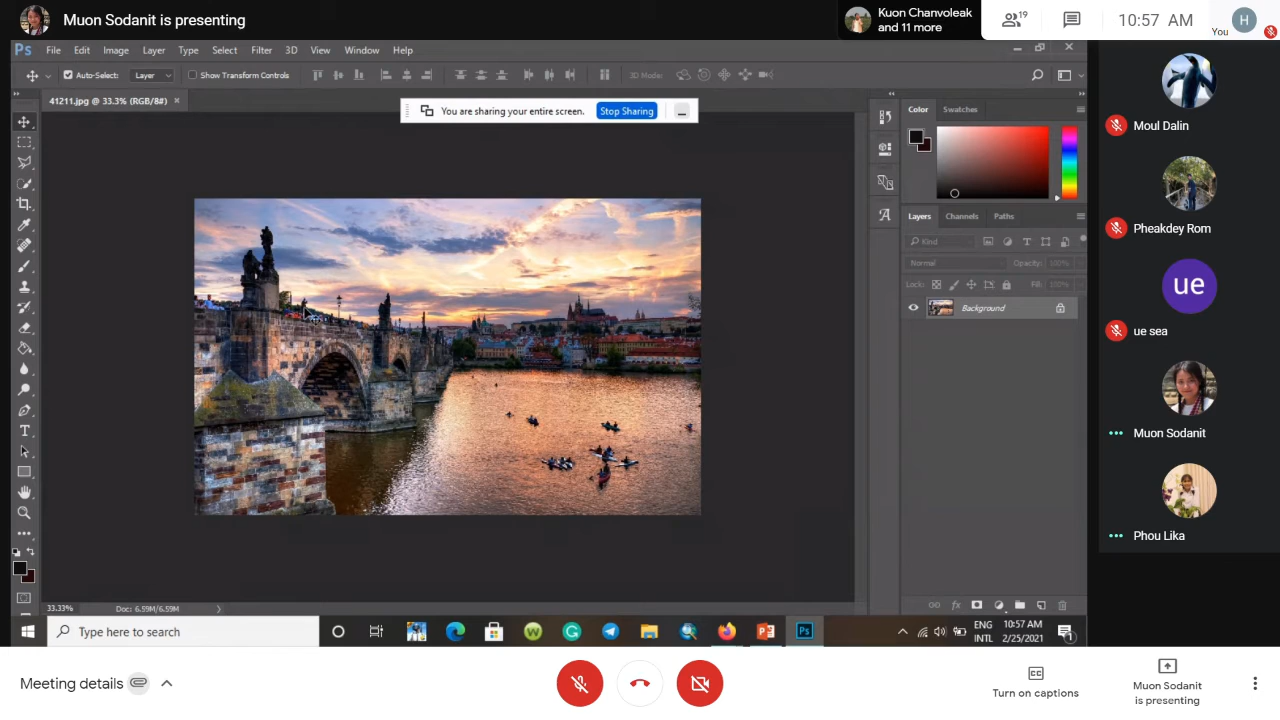 Muon Sodanit is presenting
Kuon Chanvoleak
and 11 more
19
10:57 AM
You
H
Ps File Edit Image Layer Type Select Filter 3D View Window Help
Auto-Select: Layer Show Transform Controls 3D Mode:
41211.jpg @ 33.3% (RGB/8#) ×
You are sharing your entire screen. Stop Sharing
Color Swatches
Layers Channels Paths
Kind
Normal Opacity: 100%
Lock: Fill: 100%
Background
fx
33.33% Doc: 6.59M/6.59M
Type here to search
ENG
INTL
10:57 AM
2/25/2021
1
Moul Dalin
Pheakdey Rom
ue
ue sea
Muon Sodanit
Phou Lika
Meeting details
Turn on captions
Muon Sodanit
is presenting